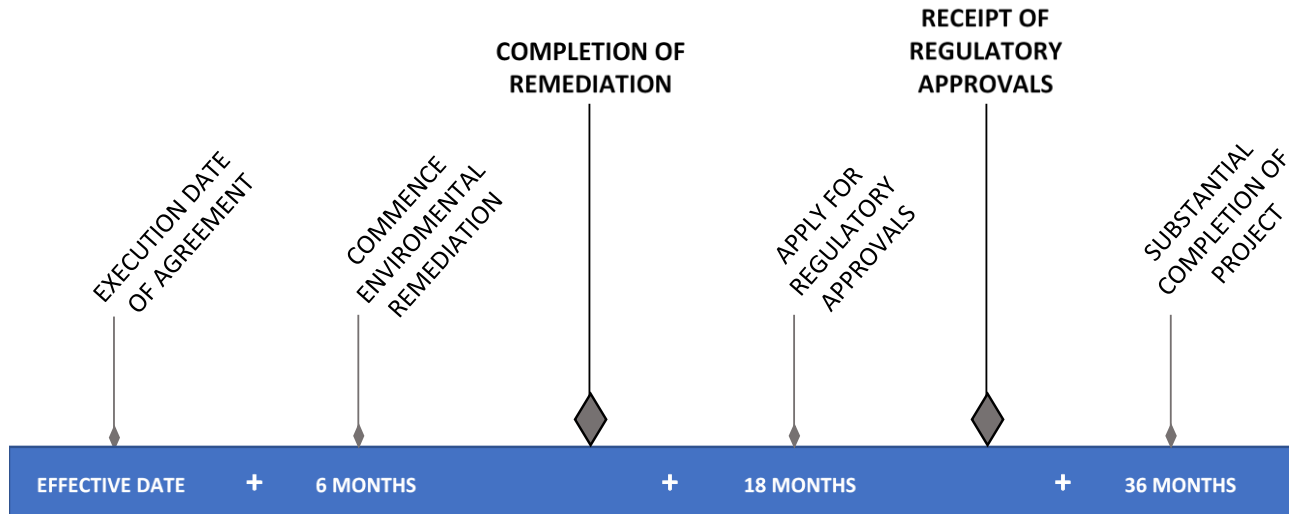 EXECUTION DATE
OF AGREEMENT
COMMENCE
ENVIROMENTAL
REMEDIATION
COMPLETION OF
REMEDIATION
APPLY FOR
REGULATORY
APPROVALS
RECEIPT OF
REGULATORY
APPROVALS
SUBSTANTIAL
COMPLETION OF
PROJECT
EFFECTIVE DATE + 6 MONTHS + 18 MONTHS + 36 MONTHS